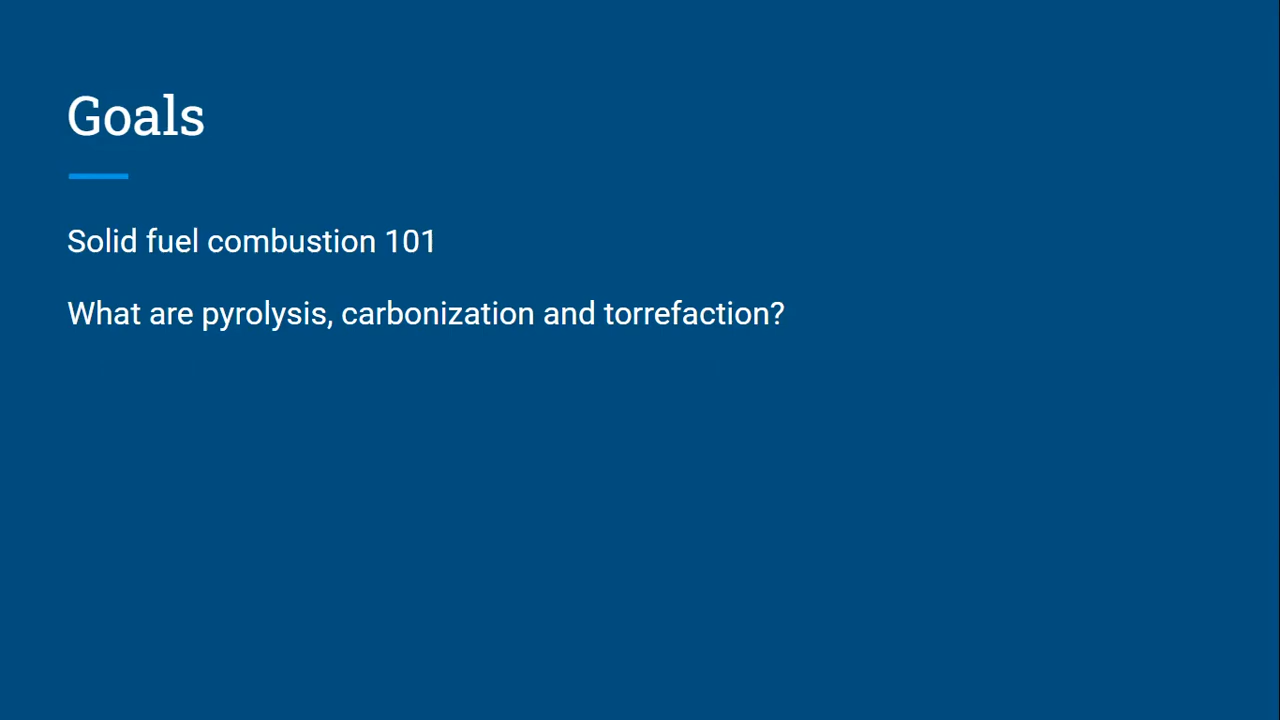 Goals
Solid fuel combustion 101
What are pyrolysis, carbonization and torrefaction?